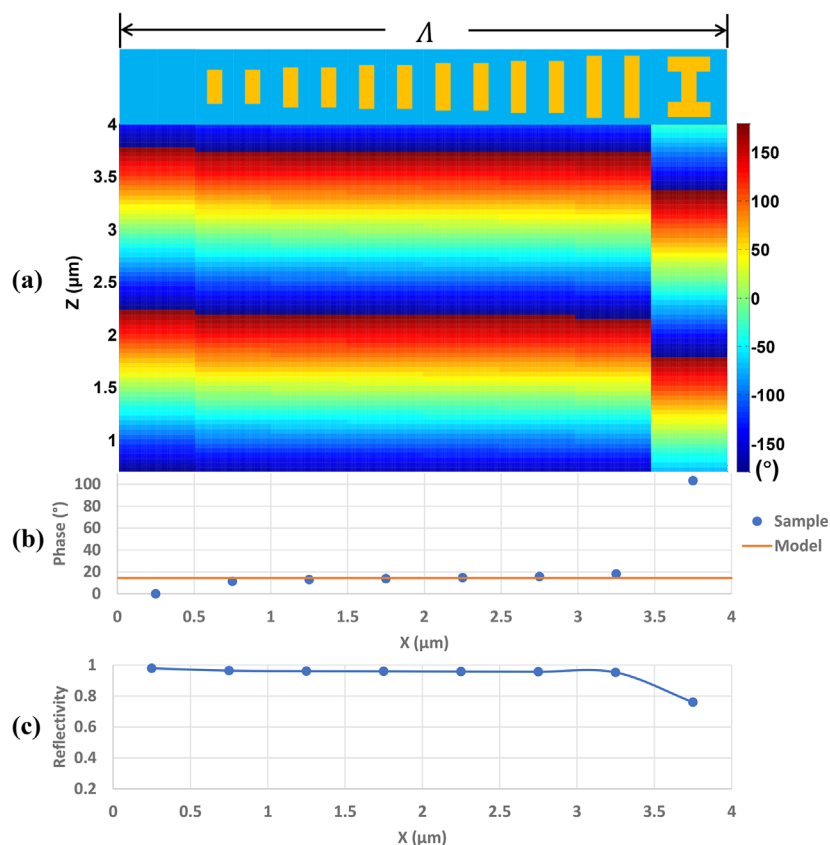 Λ
(a)
Z (μm)
4
3.5
3
2.5
2
1.5
1
150
100
50
0
-50
-100
-150
(°)
(b)
Phase (°)
100
80
60
40
20
0
0 0.5 1 1.5 2 2.5 3 3.5 4
X (μm)
Sample
Model
(c)
Reflectivity
1
0.8
0.6
0.4
0.2
0 0.5 1 1.5 2 2.5 3 3.5 4
X (μm)